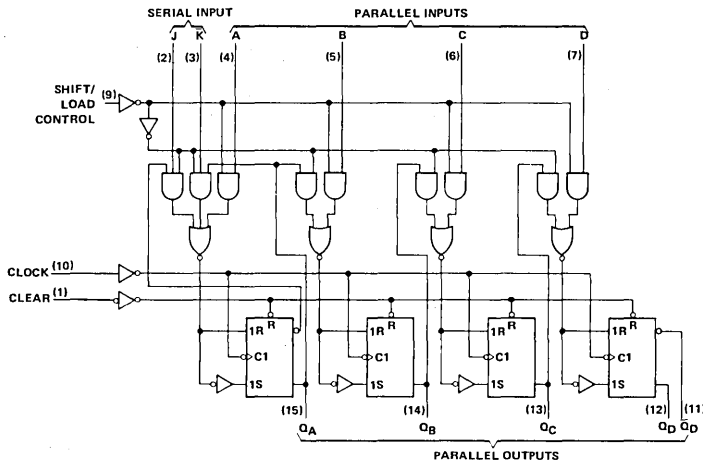 SERIAL INPUT PARALLEL INPUTS
J K A B C D
(2) (3) (4) (5) (6) (7)
SHIFT/
LOAD (9)
CONTROL
CLOCK (10)
CLEAR (1)
R R R R
1R 1R 1R 1R
C1 C1 C1 C1
1S 1S 1S 1S
(15) (14) (13) (12) (11)
QA QB QC QD Q̄D
PARALLEL OUTPUTS